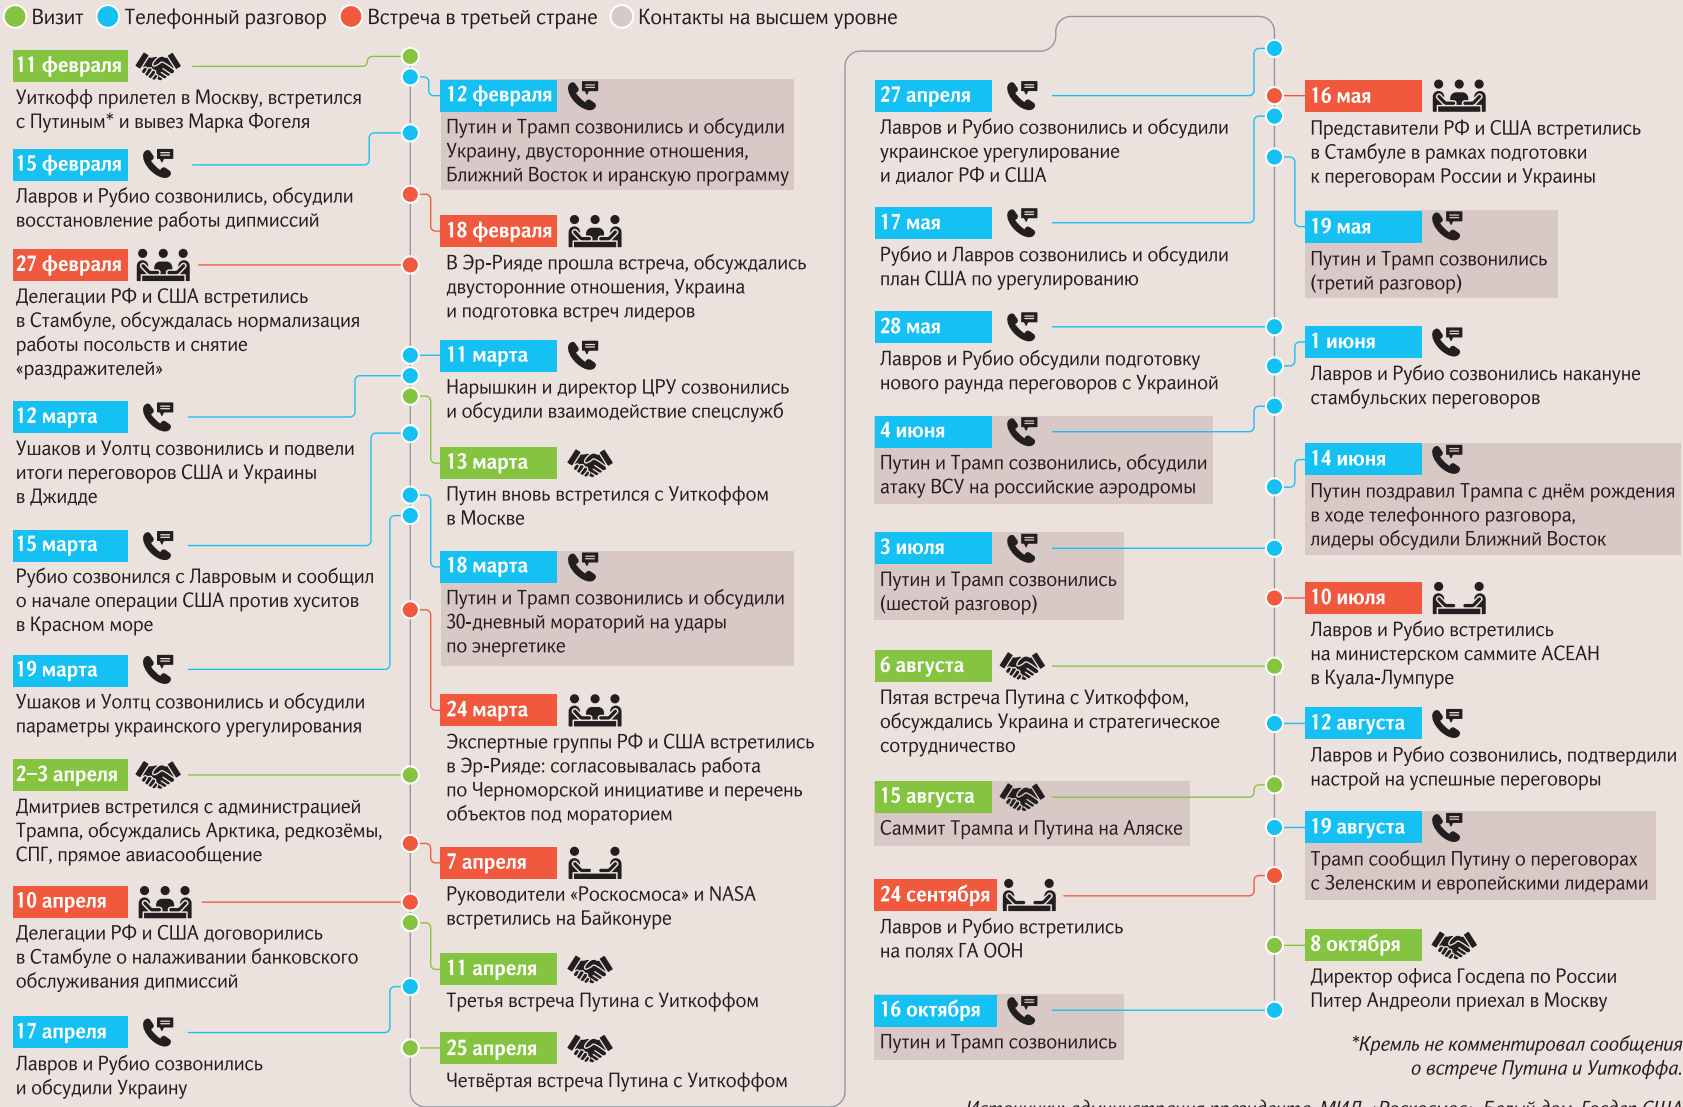 Визит
Телефонный разговор
Встреча в третьей стране
Контакты на высшем уровне
11 февраля
Уиткофф прилетел в Москву, встретился
с Путиным* и вывез Марка Фогеля
12 февраля
Путин и Трамп созвонились и обсудили
Украину, двусторонние отношения,
Ближний Восток и иранскую программу
15 февраля
Лавров и Рубио созвонились, обсудили
восстановление работы дипмиссий
18 февраля
В Эр-Рияде прошла встреча, обсуждались
двусторонние отношения, Украина
и подготовка встреч лидеров
27 февраля
Делегации РФ и США встретились
в Стамбуле, обсуждалась нормализация
работы посольств и снятие
«раздражителей»
11 марта
Нарышкин и директор ЦРУ созвонились
и обсудили взаимодействие спецслужб
12 марта
Ушаков и Уолтц созвонились и подвели
итоги переговоров США и Украины
в Джидде
13 марта
Путин вновь встретился с Уиткоффом
в Москве
15 марта
Рубио созвонился с Лавровым и сообщил
о начале операции США против хуситов
в Красном море
18 марта
Путин и Трамп созвонились и обсудили
30-дневный мораторий на удары
по энергетике
19 марта
Ушаков и Уолтц созвонились и обсудили
параметры украинского урегулирования
24 марта
Экспертные группы РФ и США встретились
в Эр-Рияде: согласовывалась работа
по Черноморской инициативе и перечень
объектов под мораторием
2–3 апреля
Дмитриев встретился с администрацией
Трампа, обсуждались Арктика, редкозёмы,
СПГ, прямое авиасообщение
7 апреля
Руководители «Роскосмоса» и NASA
встретились на Байконуре
10 апреля
Делегации РФ и США договорились
в Стамбуле о налаживании банковского
обслуживания дипмиссий
11 апреля
Третья встреча Путина с Уиткоффом
17 апреля
Лавров и Рубио созвонились
и обсудили Украину
25 апреля
Четвёртая встреча Путина с Уиткоффом
27 апреля
Лавров и Рубио созвонились и обсудили
украинское урегулирование
и диалог РФ и США
16 мая
Представители РФ и США встретились
в Стамбуле в рамках подготовки
к переговорам России и Украины
17 мая
Рубио и Лавров созвонились и обсудили
план США по урегулированию
19 мая
Путин и Трамп созвонились
(третий разговор)
28 мая
Лавров и Рубио обсудили подготовку
нового раунда переговоров с Украиной
1 июня
Лавров и Рубио созвонились накануне
стамбульских переговоров
4 июня
Путин и Трамп созвонились, обсудили
атаку ВСУ на российские аэродромы
14 июня
Путин поздравил Трампа с днём рождения
в ходе телефонного разговора,
лидеры обсудили Ближний Восток
3 июля
Путин и Трамп созвонились
(шестой разговор)
10 июля
Лавров и Рубио встретились
на министерском саммите АСЕАН
в Куала-Лумпуре
6 августа
Пятая встреча Путина с Уиткоффом,
обсуждались Украина и стратегическое
сотрудничество
12 августа
Лавров и Рубио созвонились, подтвердили
настрой на успешные переговоры
15 августа
Саммит Трампа и Путина на Аляске
19 августа
Трамп сообщил Путину о переговорах
с Зеленским и европейскими лидерами
24 сентября
Лавров и Рубио встретились
на полях ГА ООН
8 октября
Директор офиса Госдепа по России
Питер Андреоли приехал в Москву
16 октября
Путин и Трамп созвонились
*Кремль не комментировал сообщения
о встрече Путина и Уиткоффа.
Источники: администрация президента, МИД, «Роскосмос», Белый дом, Госдеп США